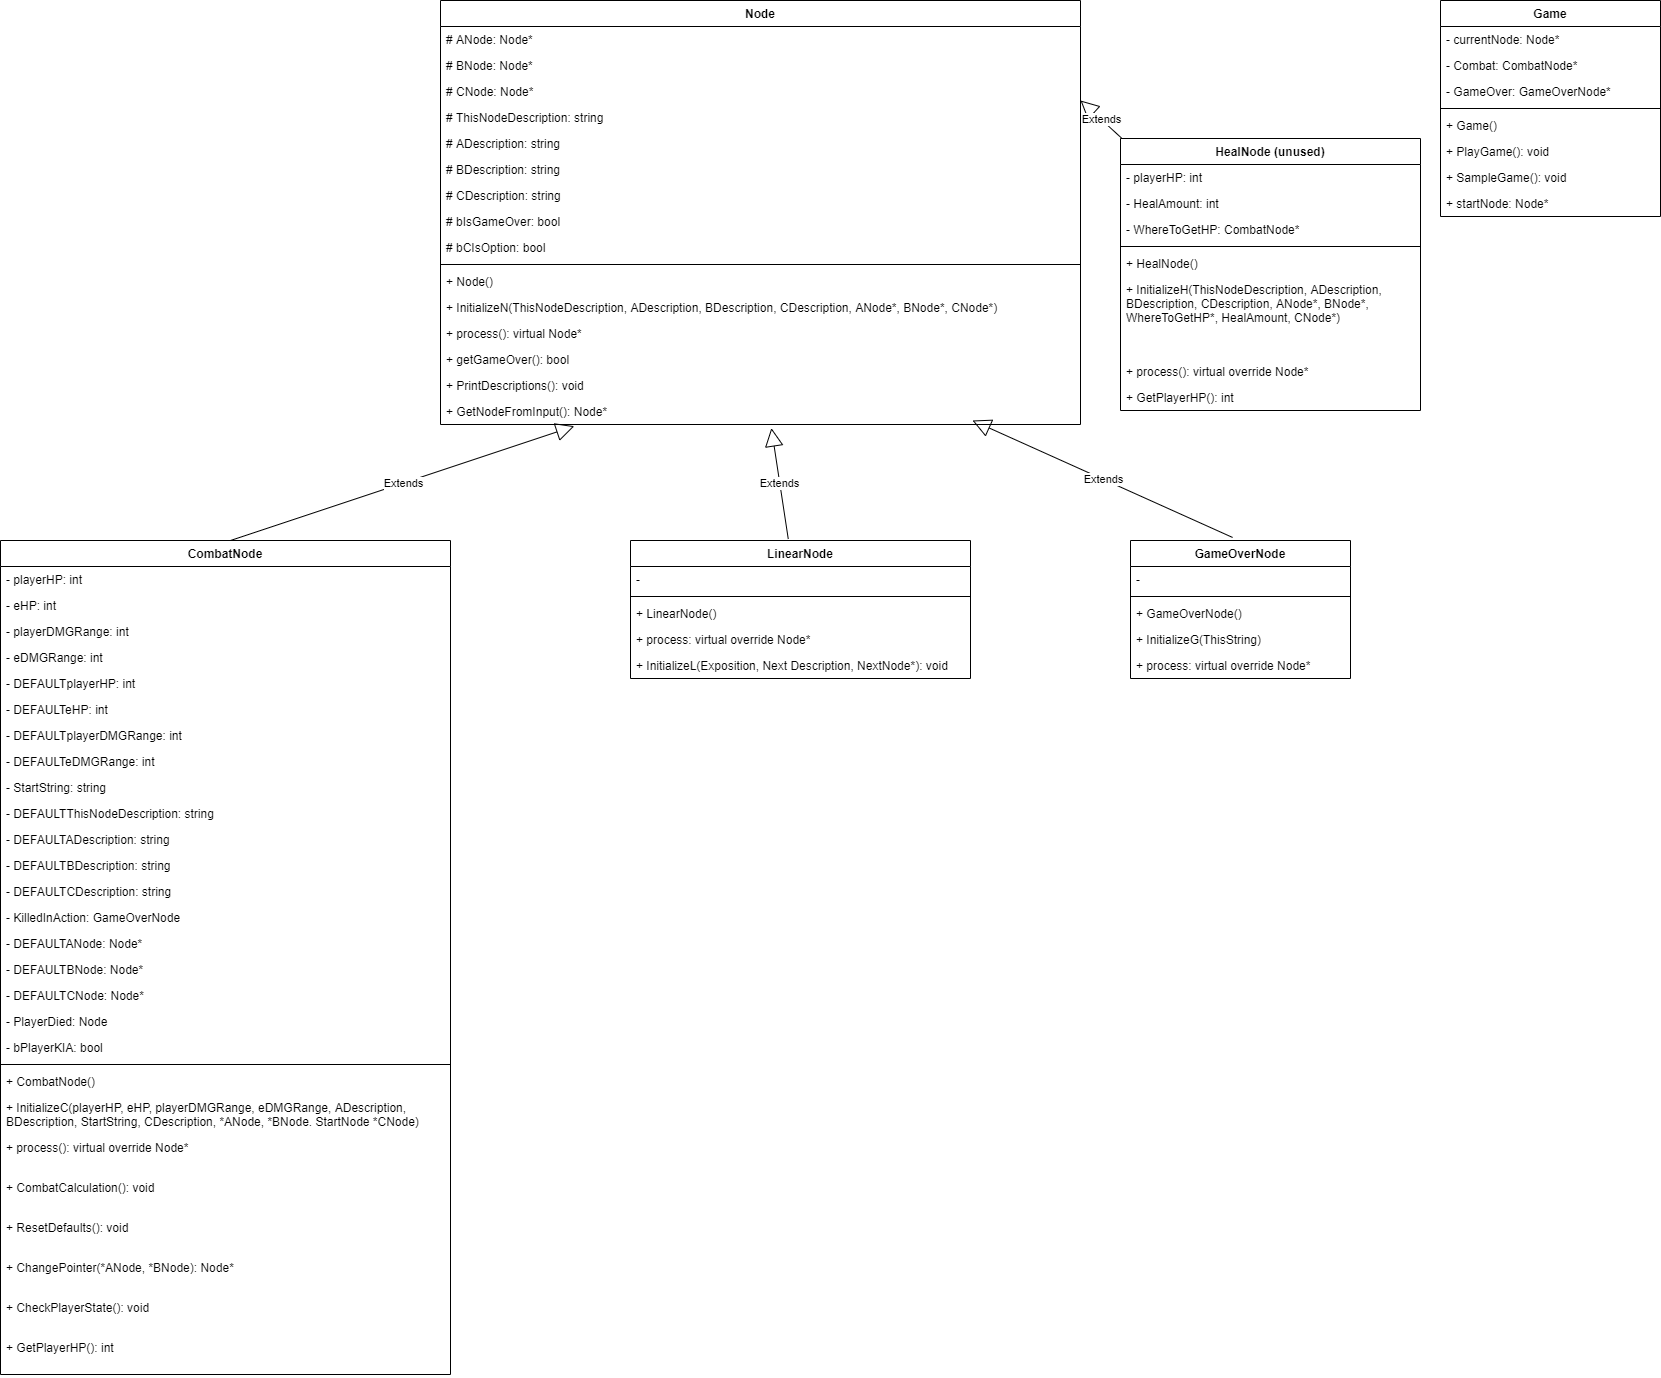 Node
# ANode: Node*
# BNode: Node*
# CNode: Node*
# ThisNodeDescription: string
# ADescription: string
# BDescription: string
# CDescription: string
# bIsGameOver: bool
# bCIsOption: bool
+ Node()
+ InitializeN(ThisNodeDescription, ADescription, BDescription, CDescription, ANode*, BNode*, CNode*)
+ process(): virtual Node*
+ getGameOver(): bool
+ PrintDescriptions(): void
+ GetNodeFromInput(): Node*
Extends
HealNode (unused)
- playerHP: int
- HealAmount: int
- WhereToGetHP: CombatNode*
+ HealNode()
+ InitializeH(ThisNodeDescription, ADescription,
BDescription, CDescription, ANode*, BNode*,
WhereToGetHP*, HealAmount, CNode*)
+ process(): virtual override Node*
+ GetPlayerHP(): int
Game
- currentNode: Node*
- Combat: CombatNode*
- GameOver: GameOverNode*
+ Game()
+ PlayGame(): void
+ SampleGame(): void
+ startNode: Node*
Extends
Extends
Extends
CombatNode
- playerHP: int
- eHP: int
- playerDMGRange: int
- eDMGRange: int
- DEFAULTplayerHP: int
- DEFAULTeHP: int
- DEFAULTplayerDMGRange: int
- DEFAULTeDMGRange: int
- StartString: string
- DEFAULTThisNodeDescription: string
- DEFAULTADescription: string
- DEFAULTBDescription: string
- DEFAULTCDescription: string
- KilledInAction: GameOverNode
- DEFAULTANode: Node*
- DEFAULTBNode: Node*
- DEFAULTCNode: Node*
- PlayerDied: Node
- bPlayerKIA: bool
+ CombatNode()
+ InitializeC(playerHP, eHP, playerDMGRange, eDMGRange, ADescription,
BDescription, StartString, CDescription, *ANode, *BNode. StartNode *CNode)
+ process(): virtual override Node*
+ CombatCalculation(): void
+ ResetDefaults(): void
+ ChangePointer(*ANode, *BNode): Node*
+ CheckPlayerState(): void
+ GetPlayerHP(): int
LinearNode
-
+ LinearNode()
+ process: virtual override Node*
+ InitializeL(Exposition, Next Description, NextNode*): void
GameOverNode
-
+ GameOverNode()
+ InitializeG(ThisString)
+ process: virtual override Node*